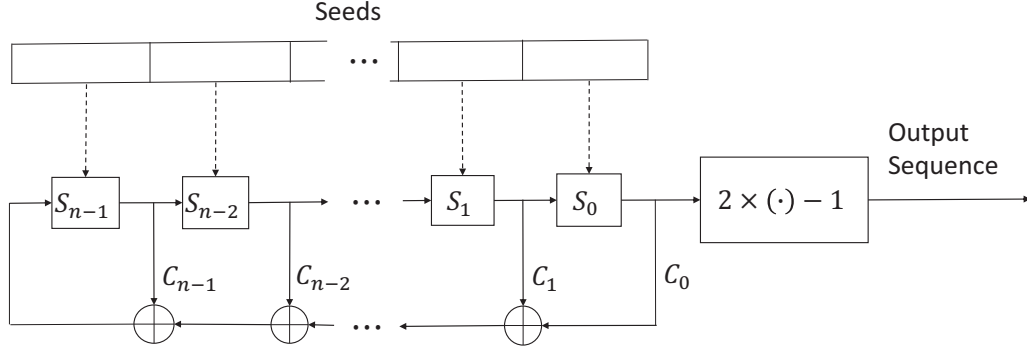 Seeds
...
Output
Sequence
S_{n-1}
S_{n-2}
...
S_1
S_0
2 × (·) − 1
C_{n-1}
C_{n-2}
C_1
C_0
...